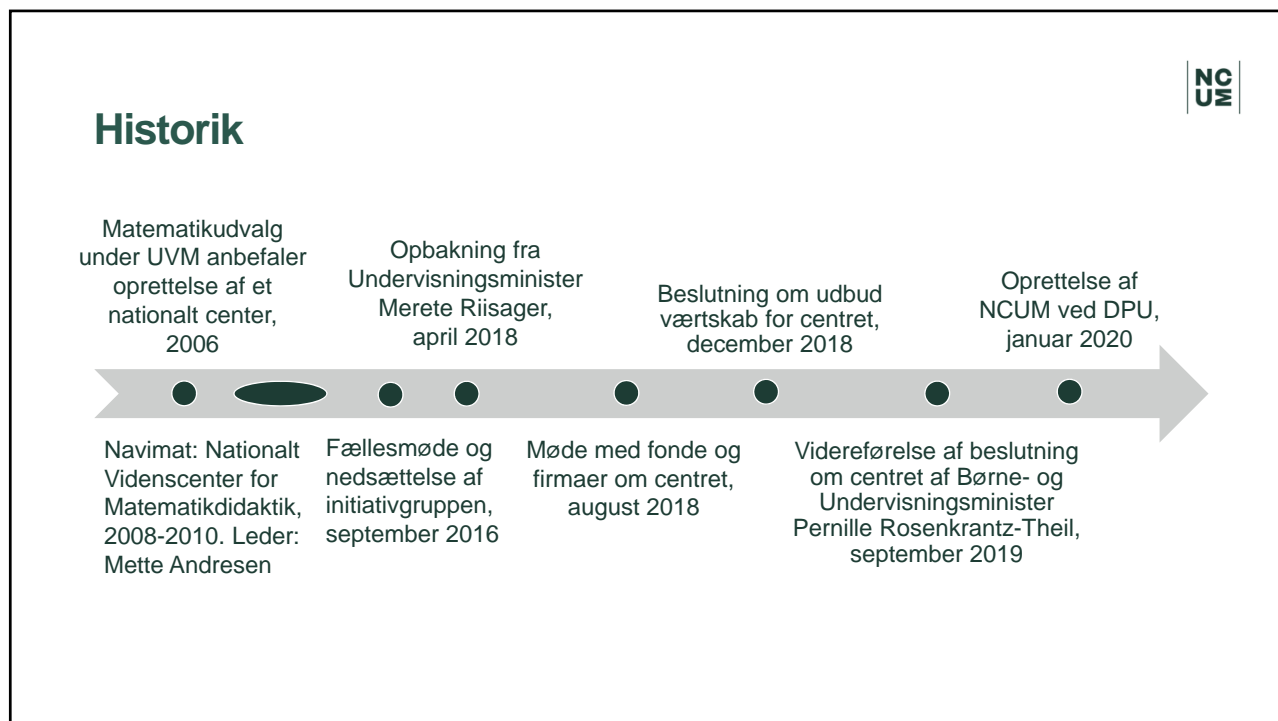 NC
UM
Historik
Matematikudvalg
under UVM anbefaler
oprettelse af et
nationalt center,
2006
Opbakning fra
Undervisningsminister
Merete Riisager,
april 2018
Beslutning om udbud
værtskab for centret,
december 2018
Oprettelse af
NCUM ved DPU,
januar 2020
Navimat: Nationalt
Videnscenter for
Matematikdidaktik,
2008-2010. Leder:
Mette Andresen
Fællesmøde og
nedsættelse af
initiativgruppen,
september 2016
Møde med fonde og
firmaer om centret,
august 2018
Videreførelse af beslutning
om centret af Børne- og
Undervisningsminister
Pernille Rosenkrantz-Theil,
september 2019